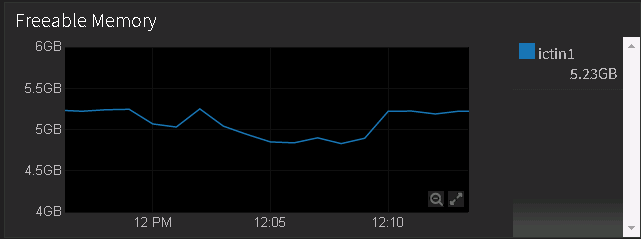 Freeable Memory
6GB
5.5GB
5GB
4.5GB
4GB
12 PM
12:05
12:10
ictin1
5.23GB